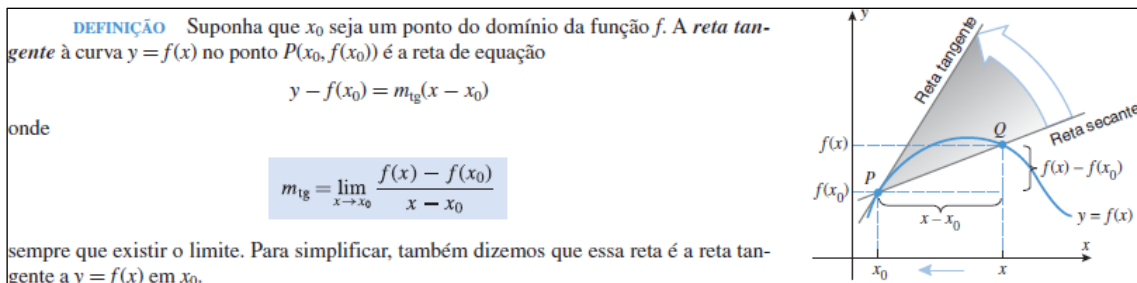 DEFINIÇÃO Suponha que x₀ seja um ponto do domínio da função f. A reta tan-
gente à curva y = f(x) no ponto P(x₀, f(x₀)) é a reta de equação
y − f(x₀) = m_tg(x − x₀)
onde
m_tg = lim_{x→x₀} (f(x) − f(x₀))/(x − x₀)
sempre que existir o limite. Para simplificar, também dizemos que essa reta é a reta tan-
gente a y = f(x) em x₀.
y
Reta tangente
Reta secante
Q
f(x)
f(x) − f(x₀)
P
f(x₀)
x − x₀
y = f(x)
x
x₀
x